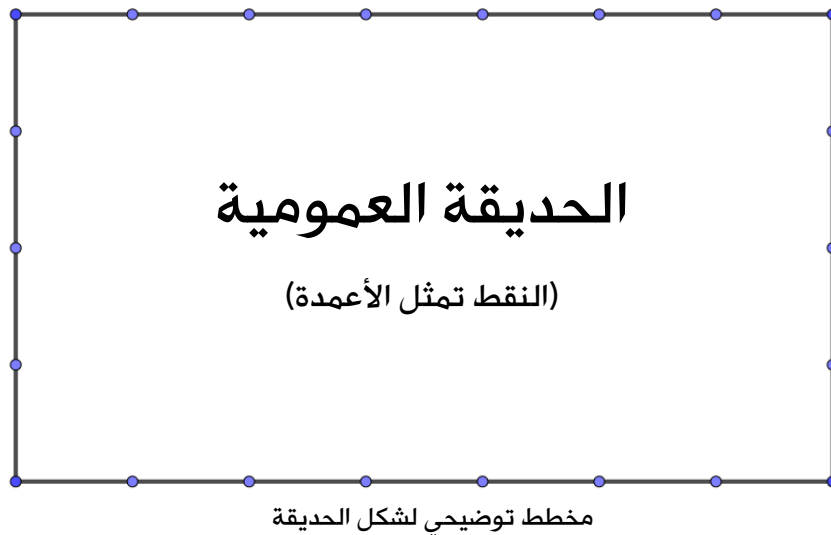 الحديقة العمومية
(النقط تمثل الأعمدة)
مخطط توضيحي لشكل الحديقة